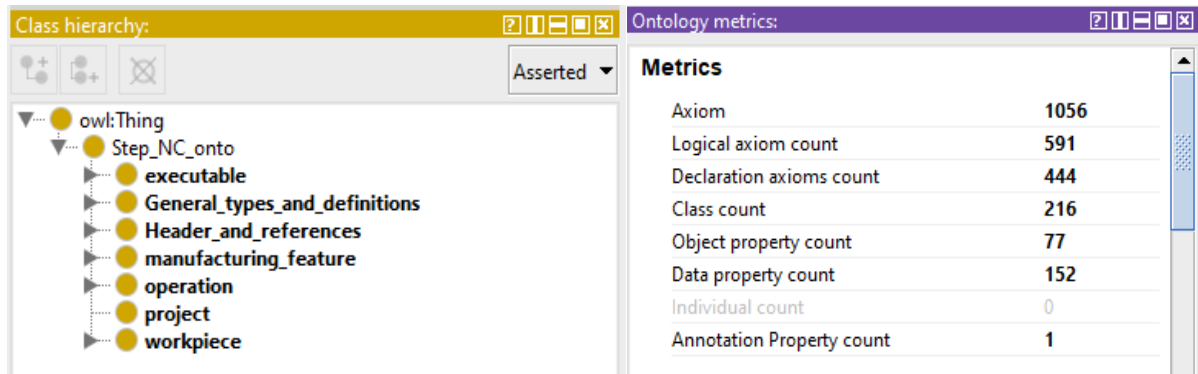 Class hierarchy:
Asserted
owl:Thing
Step_NC_onto
executable
General_types_and_definitions
Header_and_references
manufacturing_feature
operation
project
workpiece
Ontology metrics:
Metrics
Axiom 1056
Logical axiom count 591
Declaration axioms count 444
Class count 216
Object property count 77
Data property count 152
Individual count 0
Annotation Property count 1